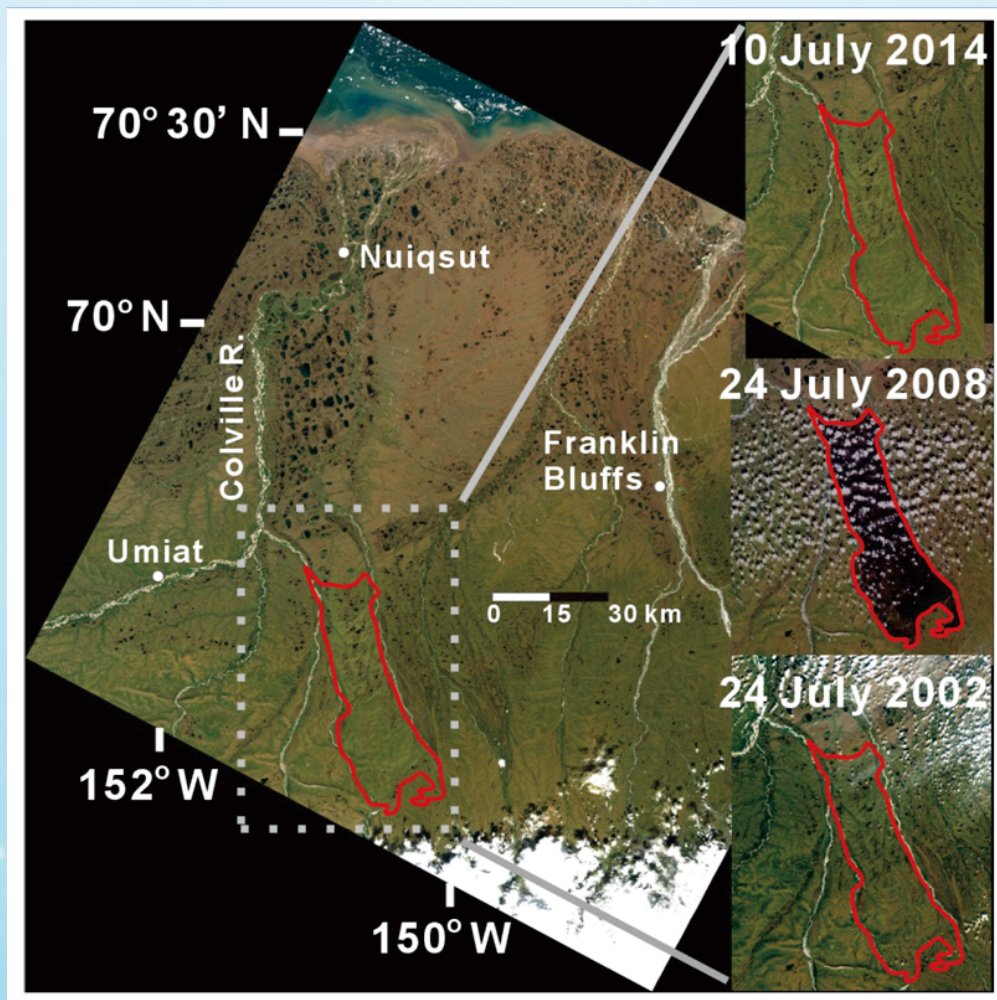 10 July 2014
70° 30' N
Nuiqsut
70° N
Colville R.
24 July 2008
Franklin
Bluffs
Umiat
0 15 30 km
24 July 2002
152° W
150° W